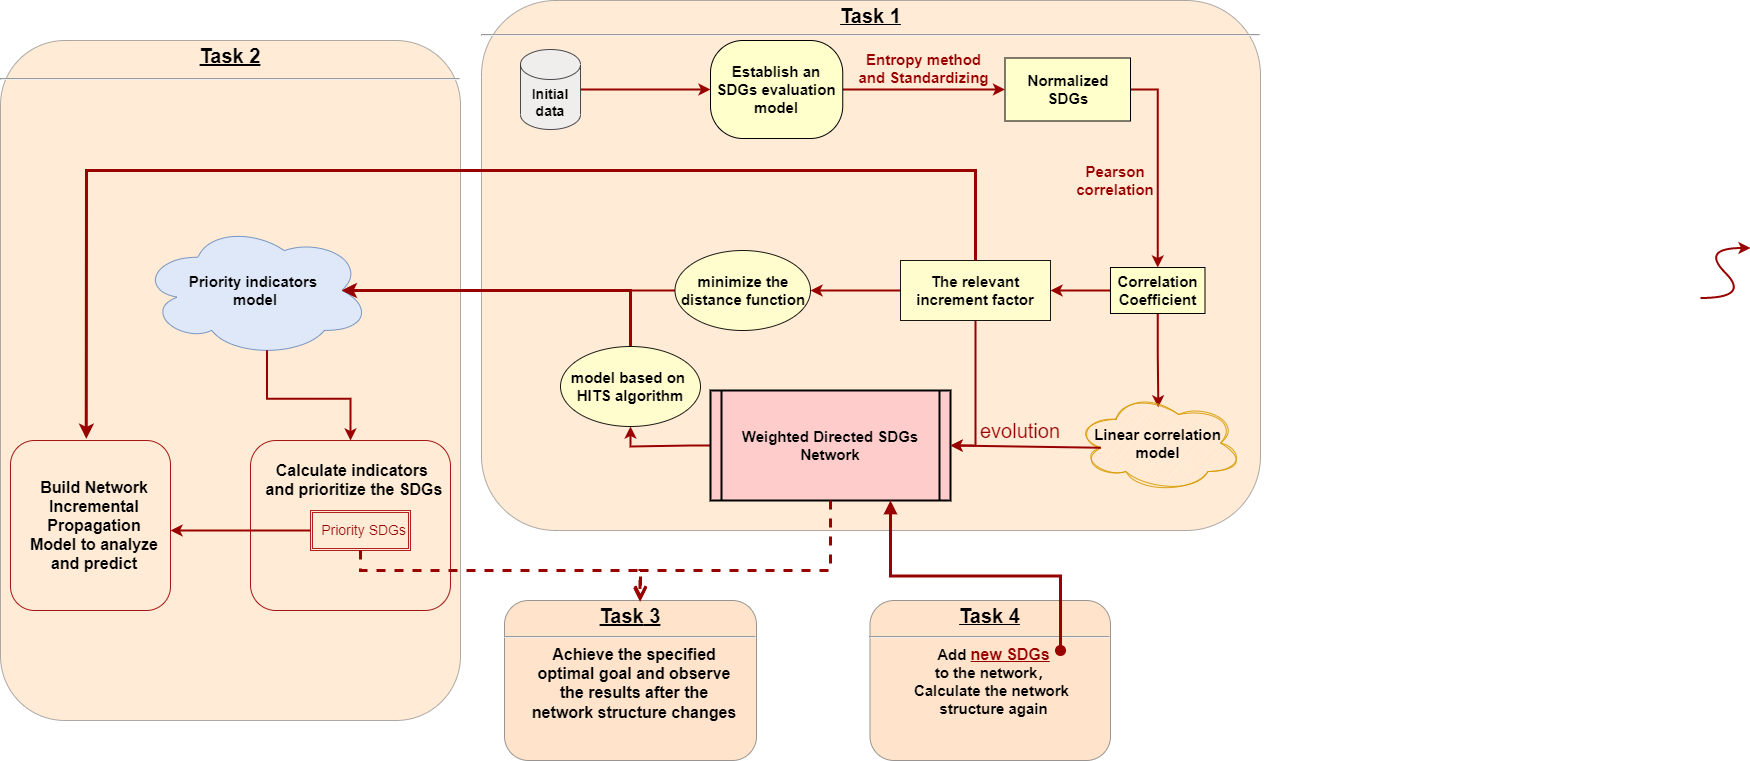 Task 1
Task 2
Initial
data
Establish an
SDGs evaluation
model
Entropy method
and Standardizing
Normalized
SDGs
Pearson
correlation
Priority indicators
model
minimize the
distance function
The relevant
increment factor
Correlation
Coefficient
model based on
HITS algorithm
Weighted Directed SDGs
Network
evolution
Linear correlation
model
Build Network
Incremental
Propagation
Model to analyze
and predict
Calculate indicators
and prioritize the SDGs
Priority SDGs
Task 3
Achieve the specified
optimal goal and observe
the results after the
network structure changes
Task 4
Add new SDGs
to the network,
Calculate the network
structure again